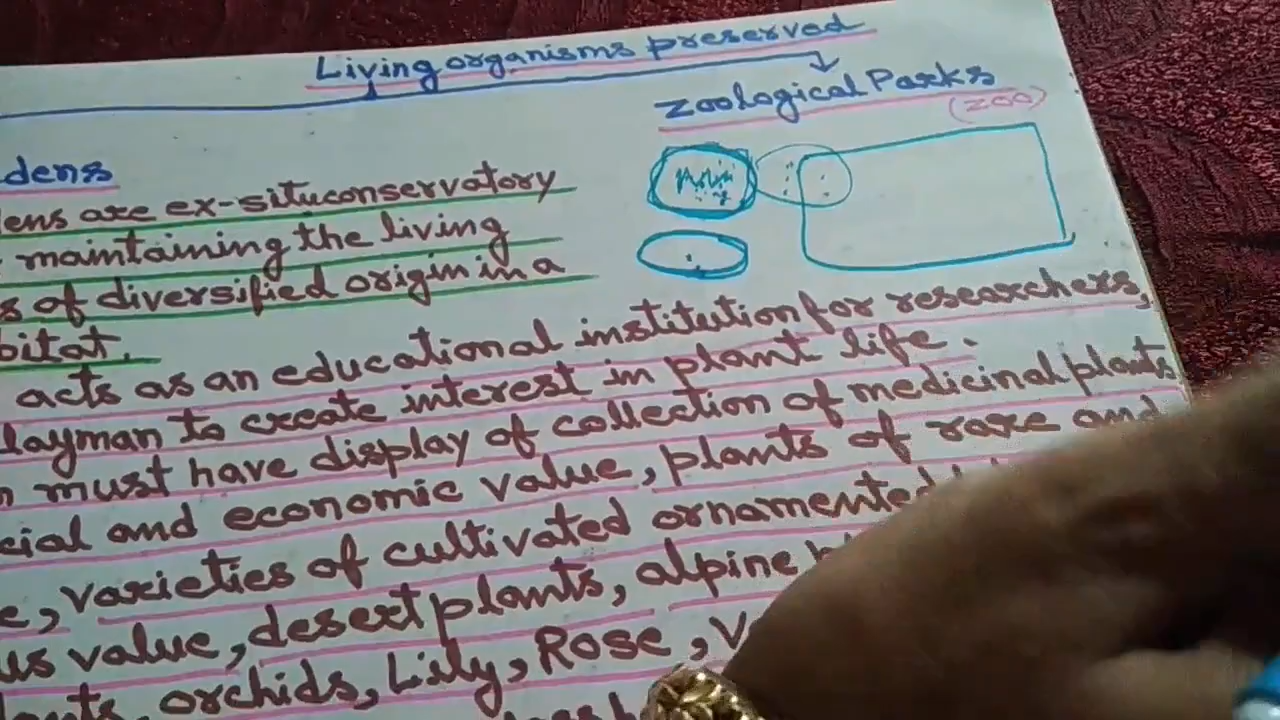 Living organisms preserved
Zoological Parks
(ZOO)
dens
dens are ex-situ conservatory
maintaining the living
s of diversified origin in a
bitat.
acts as an educational institution for researchers,
layman to create interest in plant life.
must have display of collection of medicinal plants
cial and economic value, plants of rare and
e, varieties of cultivated ornamented
us value, desert plants, alpine
orchids, Lily, Rose, V